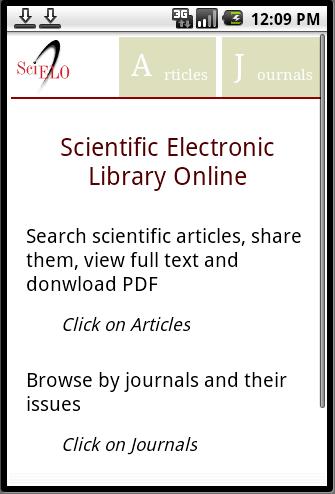 3G 12:09 PM
SciELO Articles Journals
Scientific Electronic
Library Online
Search scientific articles, share
them, view full text and
donwload PDF
Click on Articles
Browse by journals and their
issues
Click on Journals